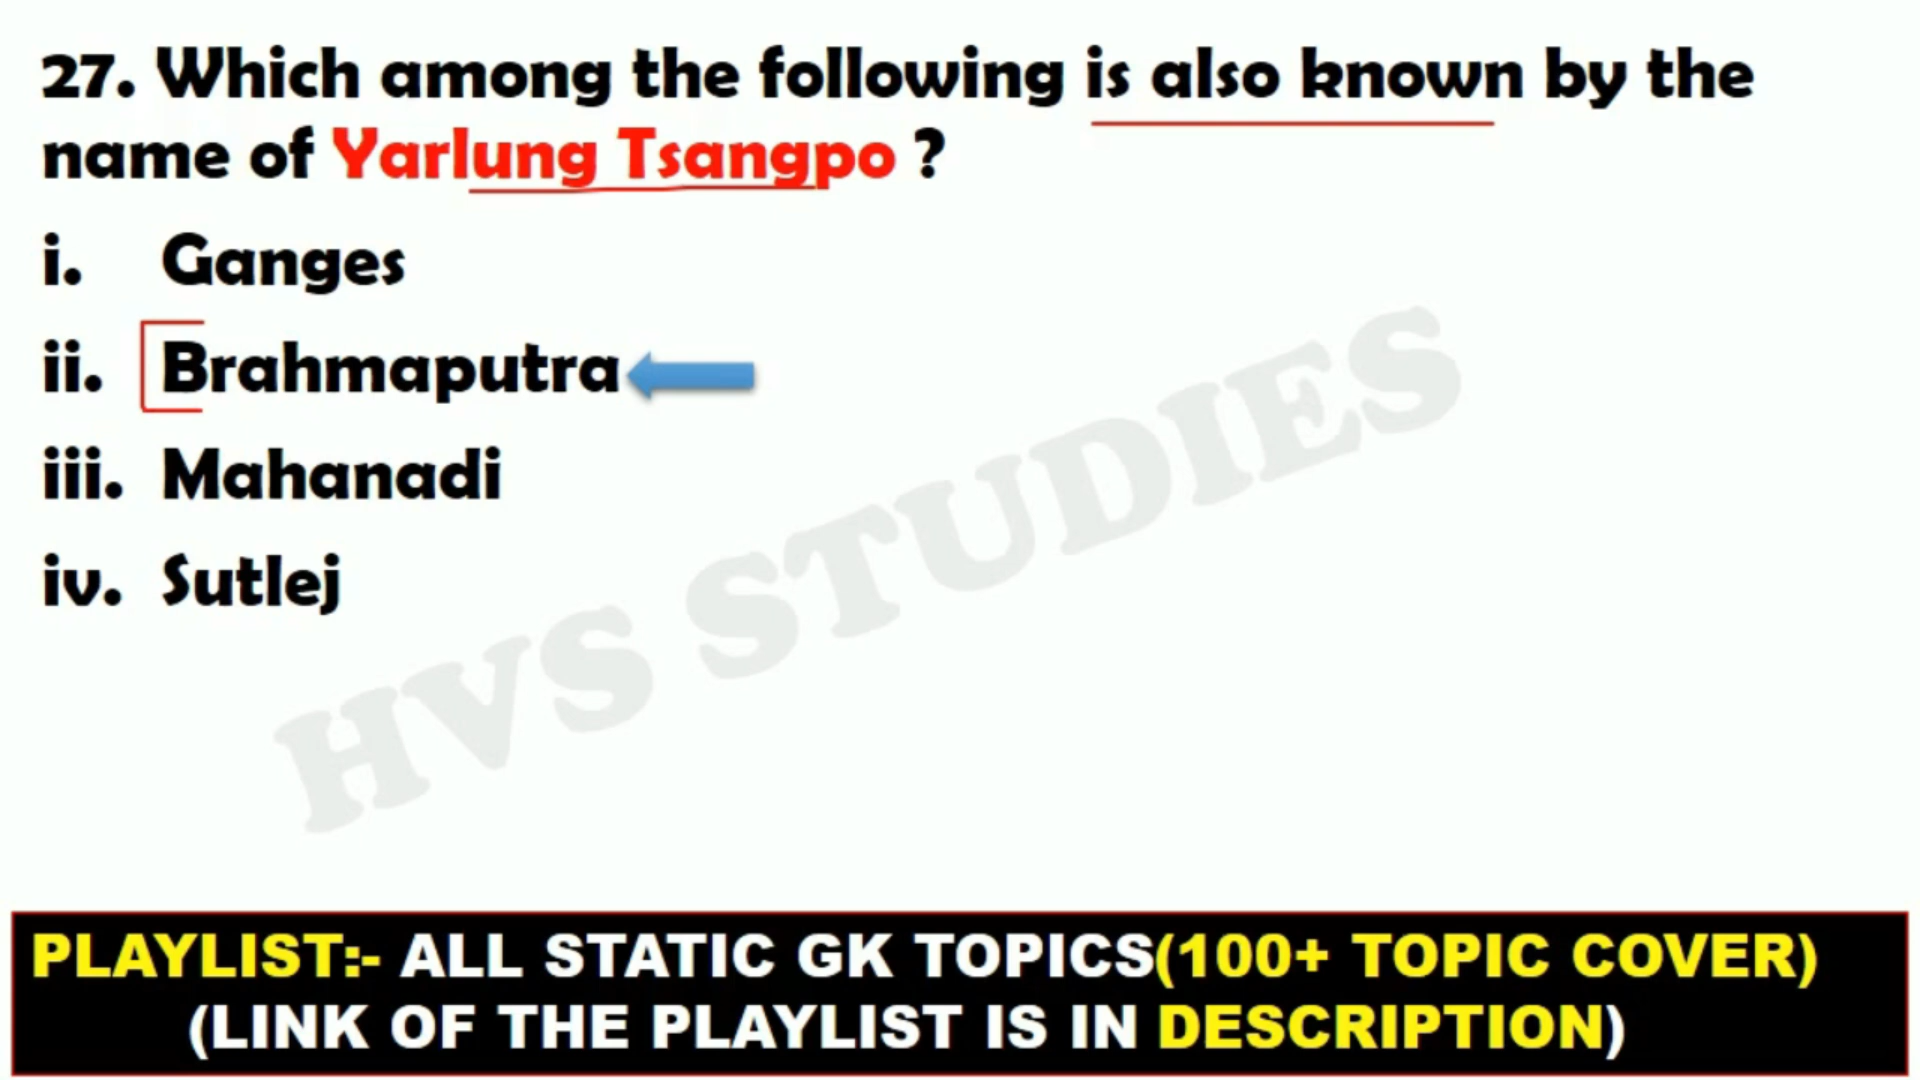 27. Which among the following is also known by the
name of Yarlung Tsangpo ?
i. Ganges
ii. Brahmaputra
iii. Mahanadi
iv. Sutlej
HVS STUDIES
PLAYLIST:- ALL STATIC GK TOPICS(100+ TOPIC COVER)
(LINK OF THE PLAYLIST IS IN DESCRIPTION)